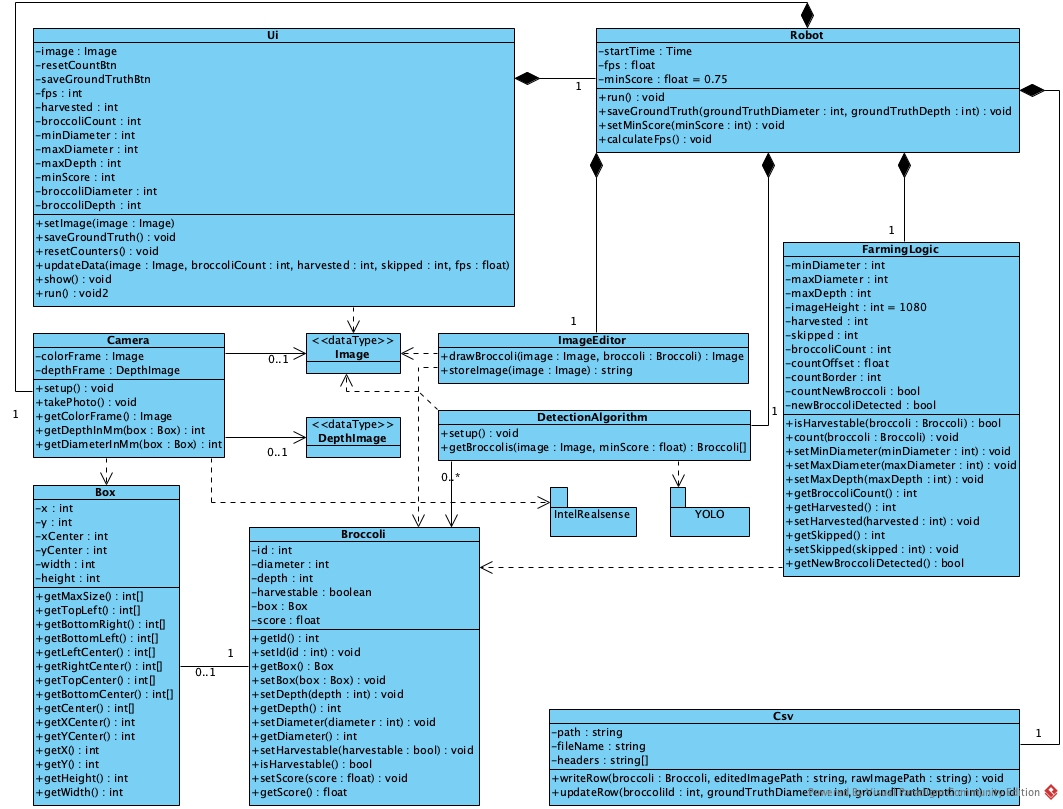 Ui
-image : Image
-resetCountBtn
-saveGroundTruthBtn
-fps : int
-harvested : int
-broccoliCount : int
-minDiameter : int
-maxDiameter : int
-maxDepth : int
-minScore : int
-broccoliDiameter : int
-broccoliDepth : int
+setImage(image : Image)
+saveGroundTruth() : void
+resetCounters() : void
+updateData(image : Image, broccoliCount : int, harvested : int, skipped : int, fps : float)
+show() : void
+run() : void2
1
Robot
-startTime : Time
-fps : float
-minScore : float = 0.75
+run() : void
+saveGroundTruth(groundTruthDiameter : int, groundTruthDepth : int) : void
+setMinScore(minScore : int) : void
+calculateFps() : void
1
1
1
1
FarmingLogic
-minDiameter : int
-maxDiameter : int
-maxDepth : int
-imageHeight : int = 1080
-harvested : int
-skipped : int
-broccoliCount : int
-countOffset : float
-countBorder : int
-countNewBroccoli : bool
-newBroccoliDetected : bool
+isHarvestable(broccoli : Broccoli) : bool
+count(broccoli : Broccoli) : void
+setMinDiameter(minDiameter : int) : void
+setMaxDiameter(maxDiameter : int) : void
+setMaxDepth(maxDepth : int) : void
+getBroccoliCount() : int
+getHarvested() : int
+setHarvested(harvested : int) : void
+getSkipped() : int
+setSkipped(skipped : int) : void
+getNewBroccoliDetected() : bool
Camera
-colorFrame : Image
-depthFrame : DepthImage
+setup() : void
+takePhoto() : void
+getColorFrame() : Image
+getDepthInMm(box : Box) : int
+getDiameterInMm(box : Box) : int
0..1
<<dataType>>
Image
0..1
<<dataType>>
DepthImage
ImageEditor
+drawBroccoli(image : Image, broccoli : Broccoli) : Image
+storeImage(image : Image) : string
DetectionAlgorithm
+setup() : void
+getBroccolis(image : Image, minScore : float) : Broccoli[]
0..*
IntelRealsense
YOLO
Box
-x : int
-y : int
-xCenter : int
-yCenter : int
-width : int
-height : int
+getMaxSize() : int[]
+getTopLeft() : int[]
+getBottomRight() : int[]
+getBottomLeft() : int[]
+getLeftCenter() : int[]
+getRightCenter() : int[]
+getTopCenter() : int[]
+getBottomCenter() : int[]
+getCenter() : int[]
+getXCenter() : int
+getYCenter() : int
+getX() : int
+getY() : int
+getHeight() : int
+getWidth() : int
1
0..1
Broccoli
-id : int
-diameter : int
-depth : int
-harvestable : boolean
-box : Box
-score : float
+getId() : int
+setId(id : int) : void
+getBox() : Box
+setBox(box : Box) : void
+setDepth(depth : int) : void
+getDepth() : int
+setDiameter(diameter : int) : void
+getDiameter() : int
+setHarvestable(harvestable : bool) : void
+isHarvestable() : bool
+setScore(score : float) : void
+getScore() : float
Csv
-path : string
-fileName : string
-headers : string[]
+writeRow(broccoli : Broccoli, editedImagePath : string, rawImagePath : string) : void
+updateRow(broccoliId : int, groundTruthDiameter : int, groundTruthDepth : int) : void
1